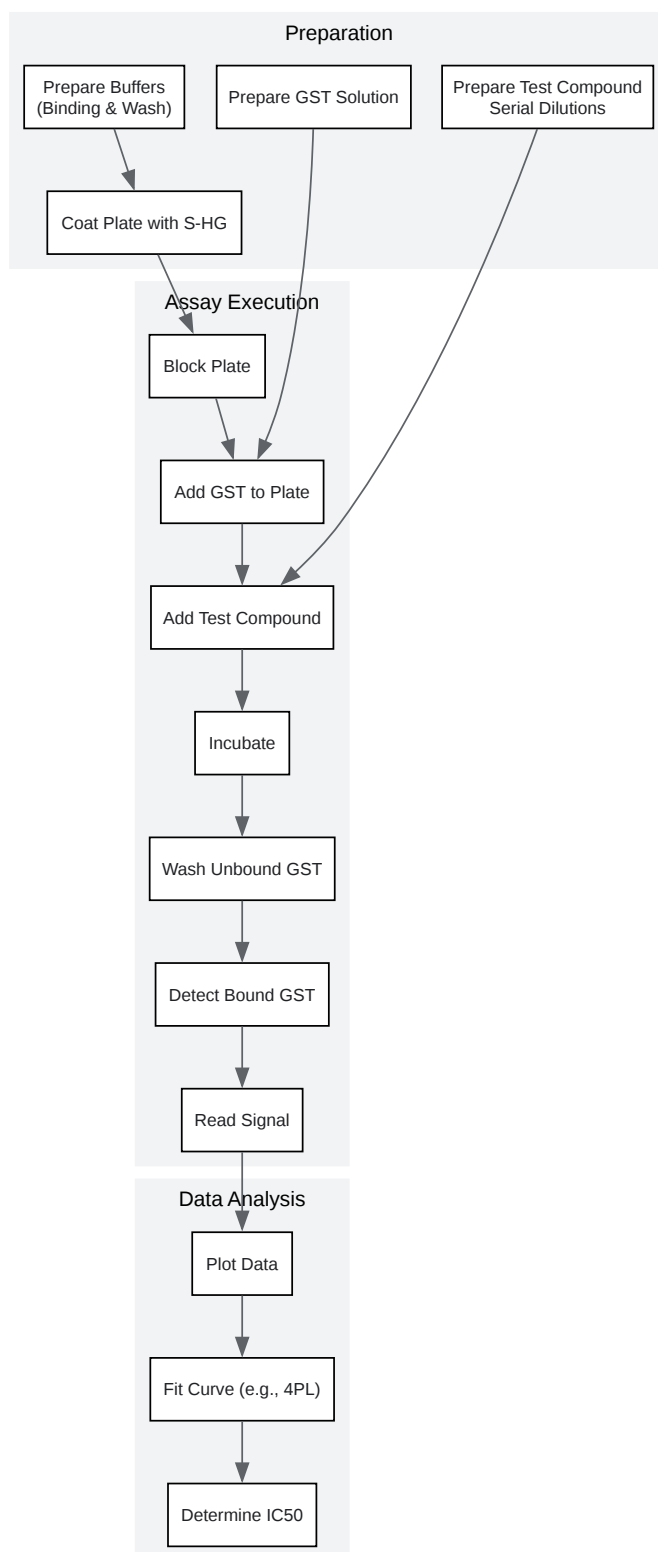 Preparation
Prepare Buffers
(Binding & Wash)
Prepare GST Solution
Prepare Test Compound
Serial Dilutions
Coat Plate with S-HG
Assay Execution
Block Plate
Add GST to Plate
Add Test Compound
Incubate
Wash Unbound GST
Detect Bound GST
Read Signal
Data Analysis
Plot Data
Fit Curve (e.g., 4PL)
Determine IC50